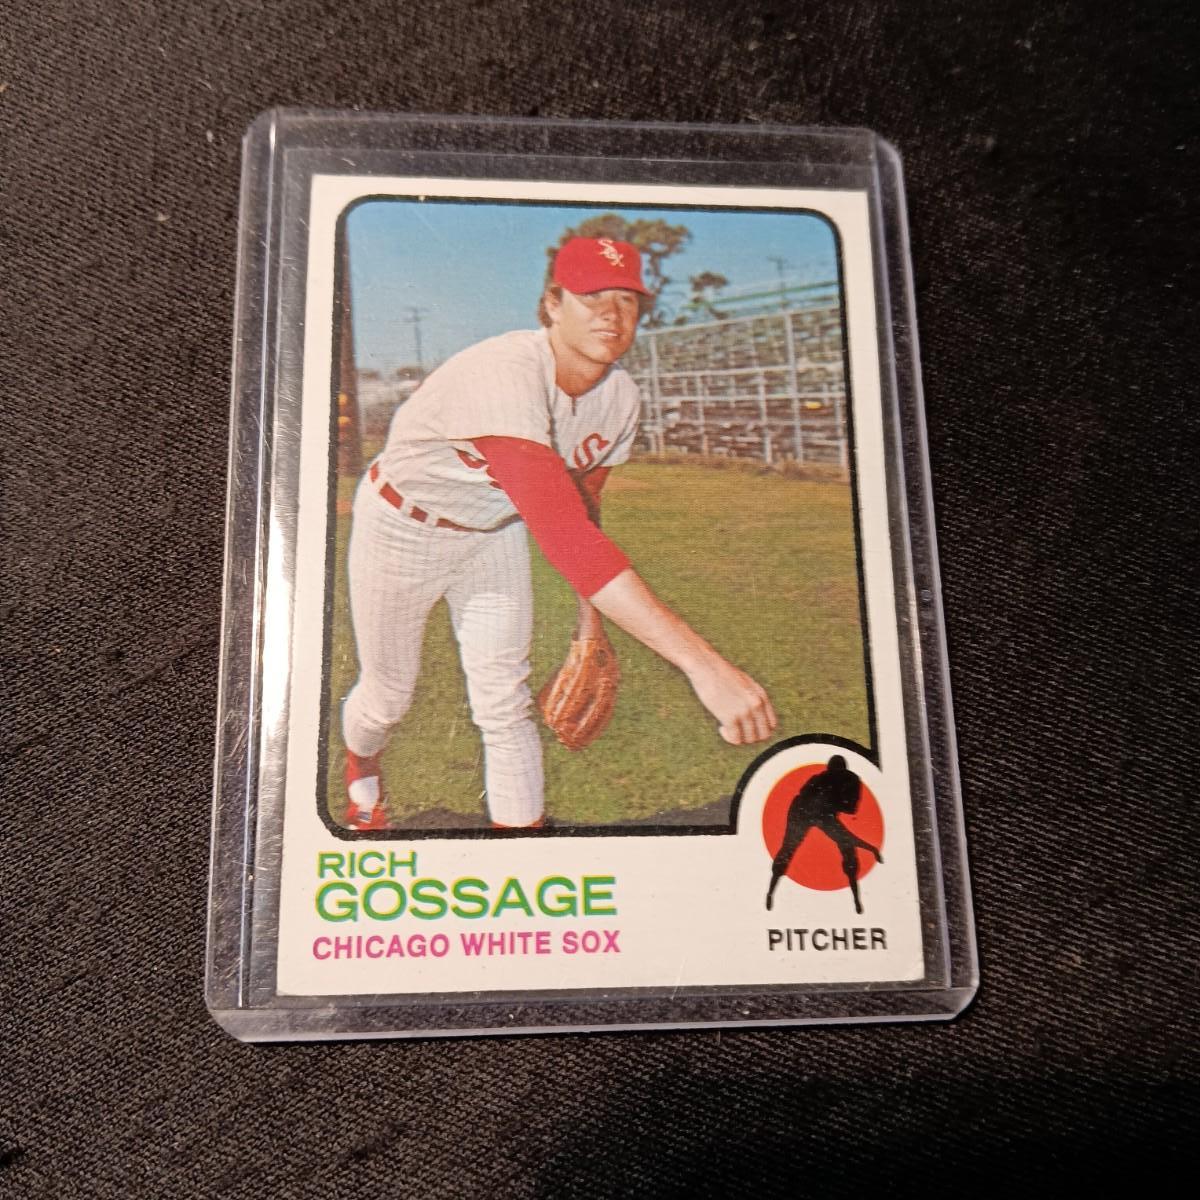 Sox
S
RICH
GOSSAGE
CHICAGO WHITE SOX
PITCHER